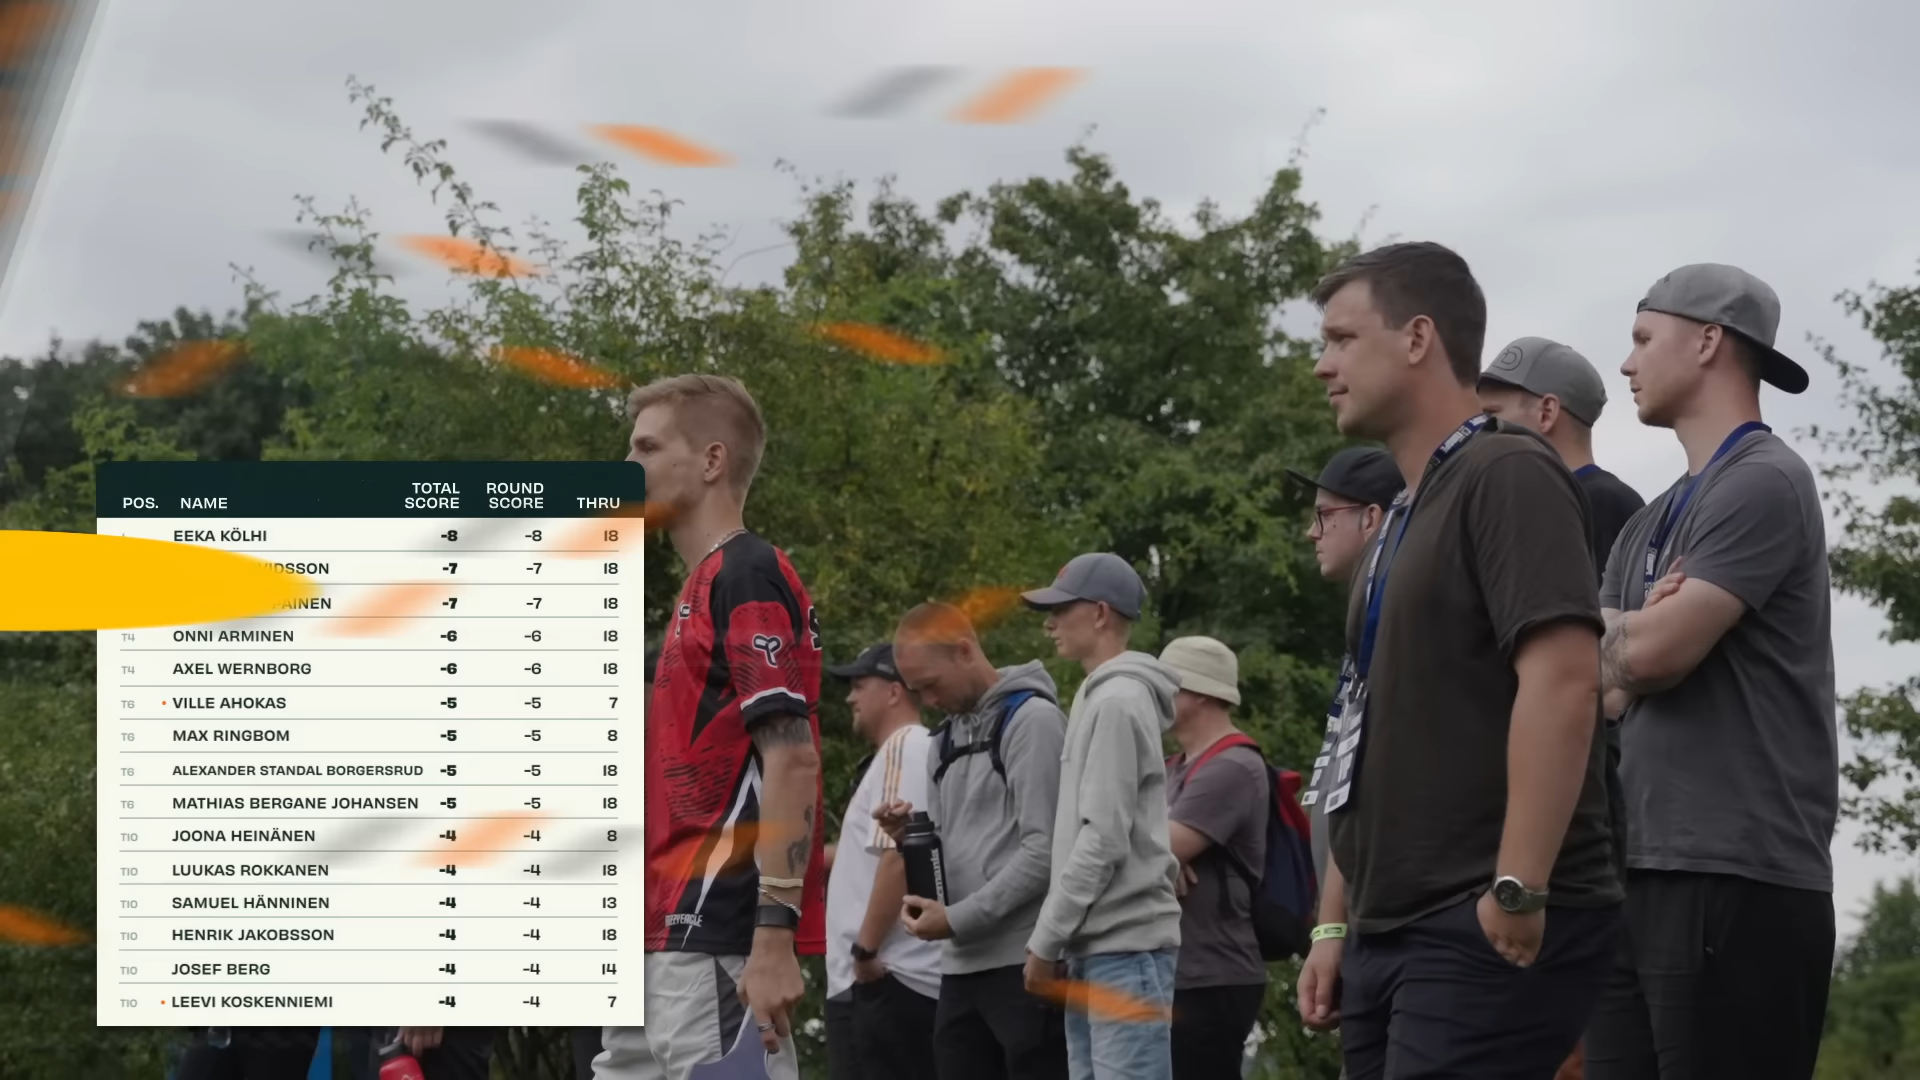 POS. NAME TOTAL SCORE ROUND SCORE THRU
EEKA KÖLHI -8 -8 18
-7 -7 18
-7 -7 18
T4 ONNI ARMINEN -6 -6 18
T4 AXEL WERNBORG -6 -6 18
T6 VILLE AHOKAS -5 -5 7
T6 MAX RINGBOM -5 -5 8
T6 ALEXANDER STANDAL BORGERSRUD -5 -5 18
T6 MATHIAS BERGANE JOHANSEN -5 -5 18
T10 JOONA HEINÄNEN -4 -4 8
T10 LUUKAS ROKKANEN -4 -4 18
T10 SAMUEL HÄNNINEN -4 -4 13
T10 HENRIK JAKOBSSON -4 -4 18
T10 JOSEF BERG -4 -4 14
T10 LEEVI KOSKENNIEMI -4 -4 7